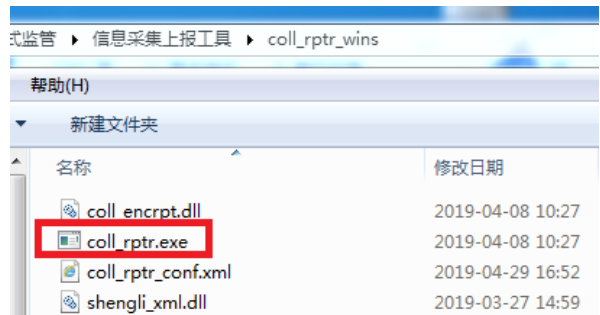 式监管 ▸ 信息采集上报工具 ▸ coll_rptr_wins
帮助(H)
新建文件夹
名称 修改日期
coll_encrpt.dll 2019-04-08 10:27
coll_rptr.exe 2019-04-08 10:27
coll_rptr_conf.xml 2019-04-29 16:52
shengli_xml.dll 2019-03-27 14:59